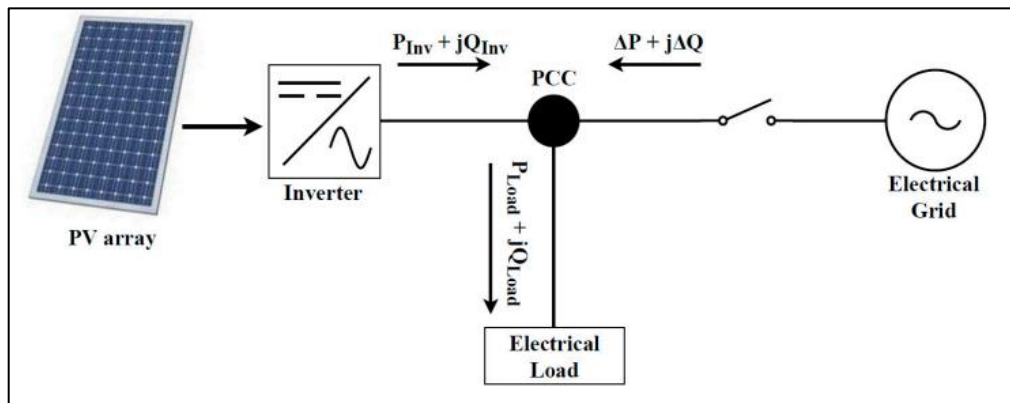 P_Inv + jQ_Inv
ΔP + jΔQ
PCC
Inverter
Electrical
Grid
PV array
P_Load + jQ_Load
Electrical
Load